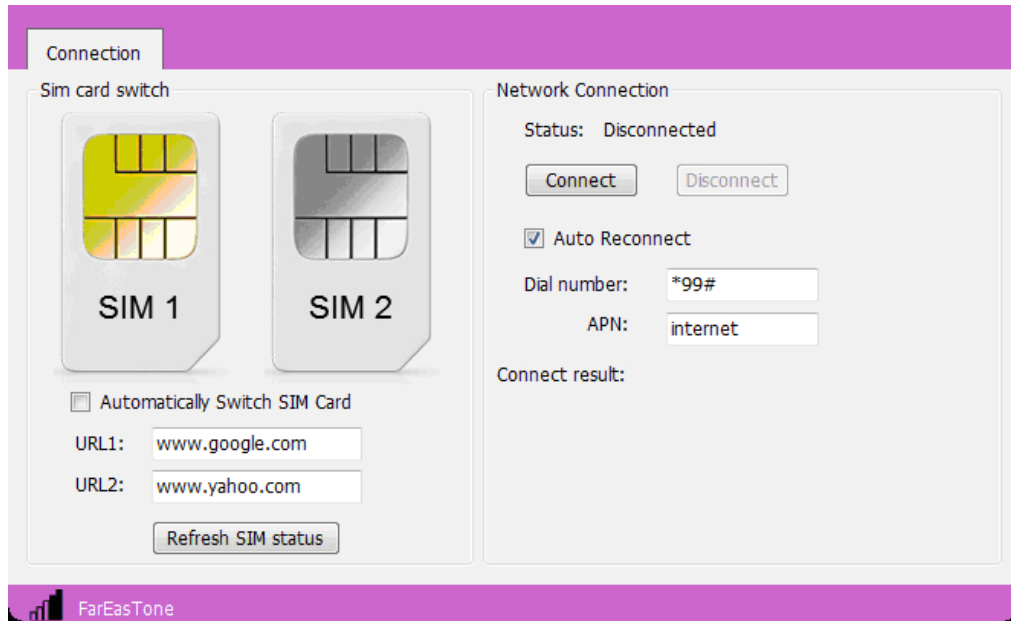 Connection
Sim card switch
SIM 1
SIM 2
Automatically Switch SIM Card
URL1: www.google.com
URL2: www.yahoo.com
Refresh SIM status
Network Connection
Status: Disconnected
Connect Disconnect
Auto Reconnect
Dial number: *99#
APN: internet
Connect result:
FarEasTone